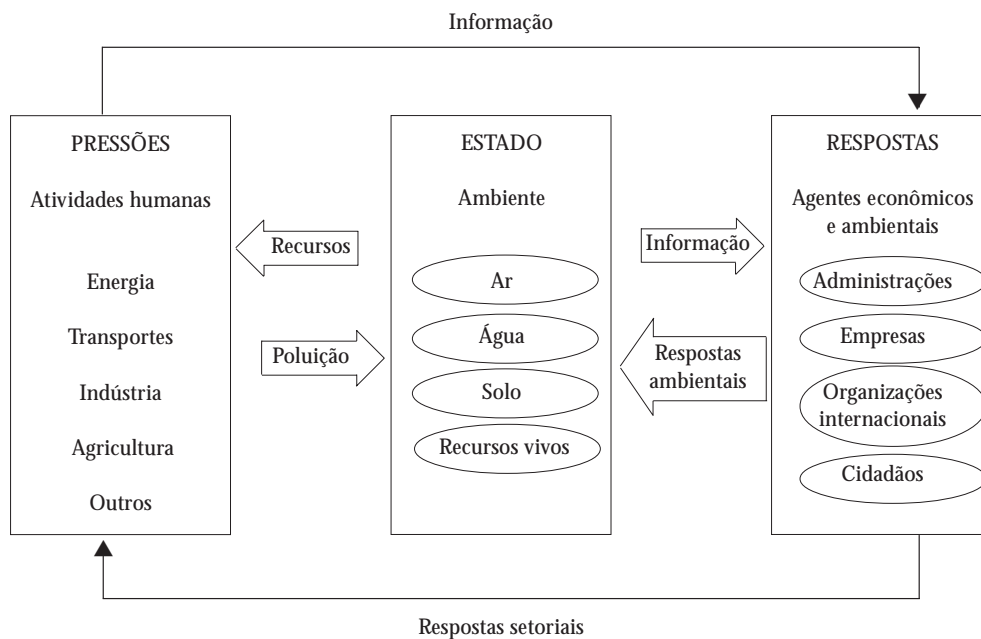 Informação
PRESSÕES
Atividades humanas
Energia
Transportes
Indústria
Agricultura
Outros
Recursos
Poluição
ESTADO
Ambiente
Ar
Água
Solo
Recursos vivos
Informação
Respostas
ambientais
RESPOSTAS
Agentes econômicos
e ambientais
Administrações
Empresas
Organizações
internacionais
Cidadãos
Respostas setoriais